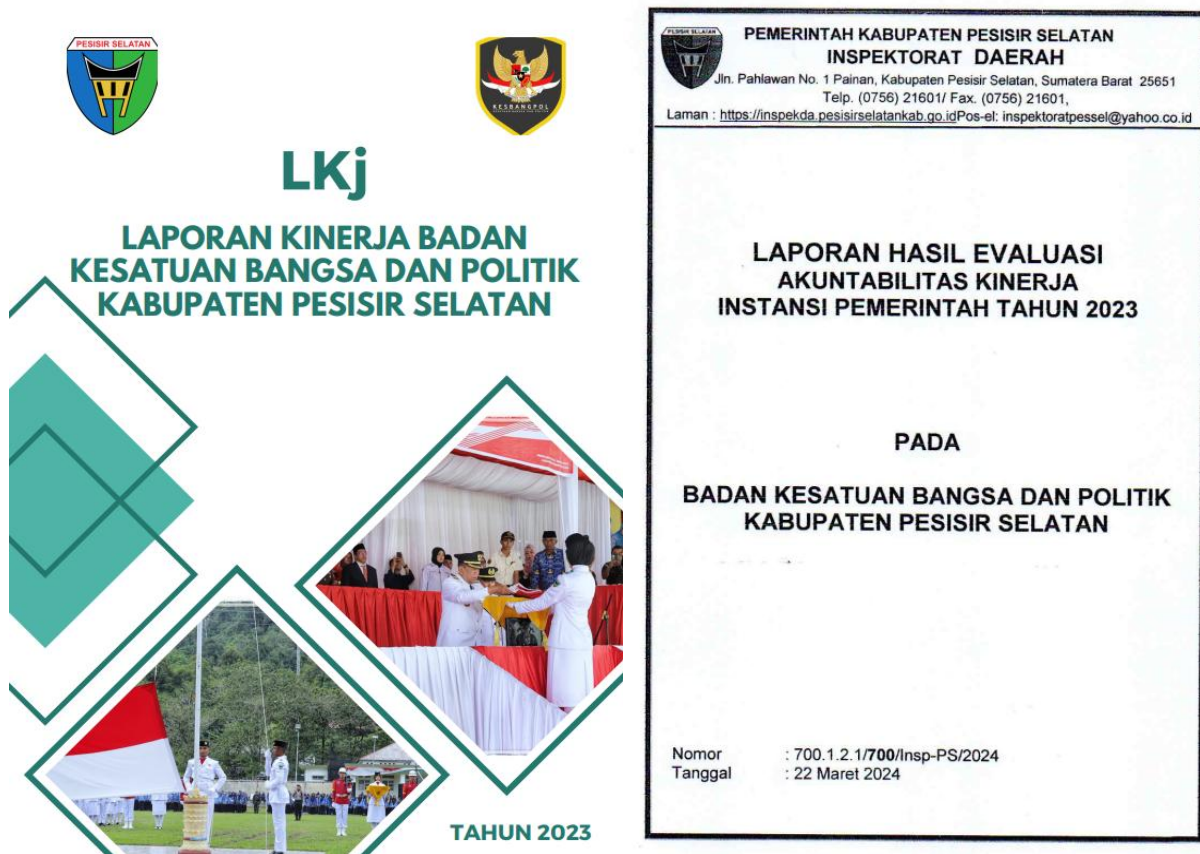 PESISIR SELATAN
KESBANGPOL
LKj
LAPORAN KINERJA BADAN
KESATUAN BANGSA DAN POLITIK
KABUPATEN PESISIR SELATAN
TAHUN 2023
PESISIR SELATAN
PEMERINTAH KABUPATEN PESISIR SELATAN
INSPEKTORAT DAERAH
Jln. Pahlawan No. 1 Painan, Kabupaten Pesisir Selatan, Sumatera Barat 25651
Telp. (0756) 21601/ Fax. (0756) 21601,
Laman : https://inspekda.pesisirselatankab.go.idPos-el: inspektoratpessel@yahoo.co.id
LAPORAN HASIL EVALUASI
AKUNTABILITAS KINERJA
INSTANSI PEMERINTAH TAHUN 2023
PADA
BADAN KESATUAN BANGSA DAN POLITIK
KABUPATEN PESISIR SELATAN
Nomor : 700.1.2.1/700/Insp-PS/2024
Tanggal : 22 Maret 2024